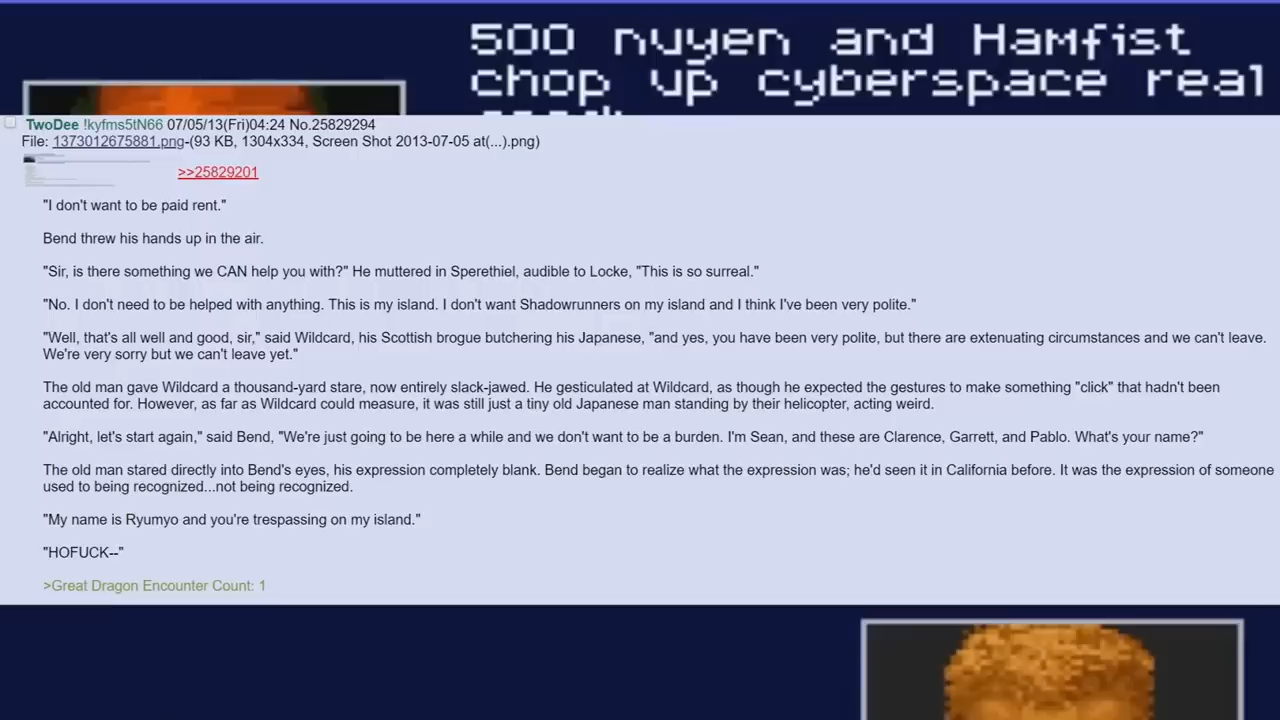 500 nuyen and Hamfist
chop up cyberspace real
TwoDee !kyfms5tN66 07/05/13(Fri)04:24 No.25829294
File: 1373012675881.png-(93 KB, 1304x334, Screen Shot 2013-07-05 at(...).png)
>>25829201
"I don't want to be paid rent."
Bend threw his hands up in the air.
"Sir, is there something we CAN help you with?" He muttered in Sperethiel, audible to Locke, "This is so surreal."
"No. I don't need to be helped with anything. This is my island. I don't want Shadowrunners on my island and I think I've been very polite."
"Well, that's all well and good, sir," said Wildcard, his Scottish brogue butchering his Japanese, "and yes, you have been very polite, but there are extenuating circumstances and we can't leave.
We're very sorry but we can't leave yet."
The old man gave Wildcard a thousand-yard stare, now entirely slack-jawed. He gesticulated at Wildcard, as though he expected the gestures to make something "click" that hadn't been
accounted for. However, as far as Wildcard could measure, it was still just a tiny old Japanese man standing by their helicopter, acting weird.
"Alright, let's start again," said Bend, "We're just going to be here a while and we don't want to be a burden. I'm Sean, and these are Clarence, Garrett, and Pablo. What's your name?"
The old man stared directly into Bend's eyes, his expression completely blank. Bend began to realize what the expression was; he'd seen it in California before. It was the expression of someone
used to being recognized...not being recognized.
"My name is Ryumyo and you're trespassing on my island."
"HOFUCK--"
>Great Dragon Encounter Count: 1